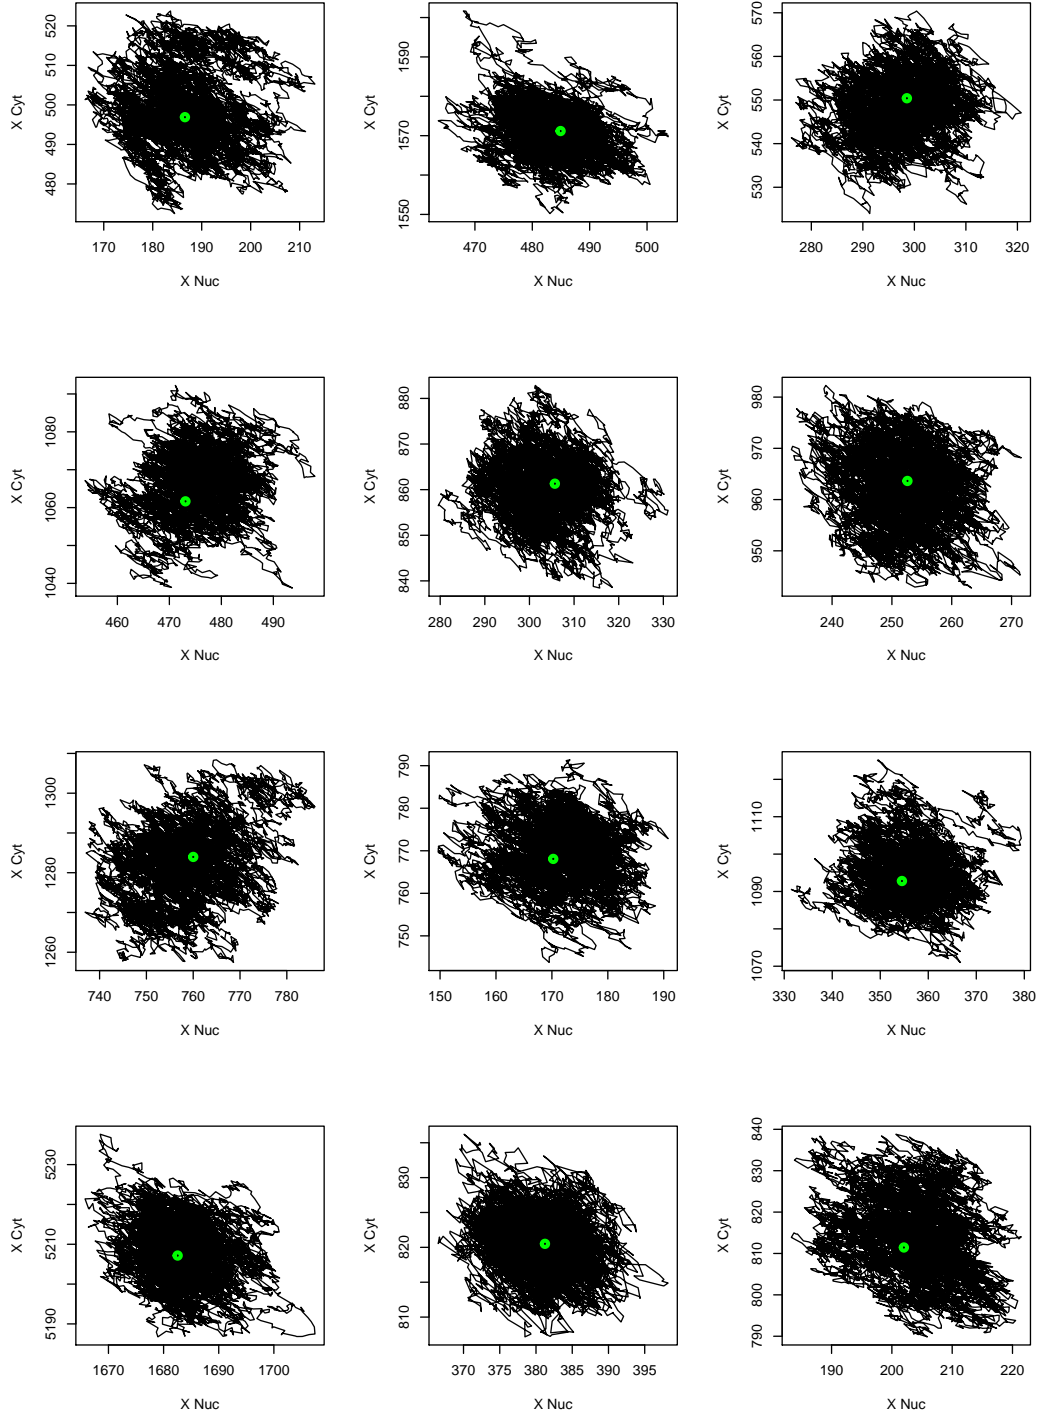 X Cyt
480 490 500 510 520
170 180 190 200 210
X Nuc
X Cyt
1550 1570 1590
470 480 490 500
X Nuc
X Cyt
530 540 550 560 570
280 290 300 310 320
X Nuc
X Cyt
1040 1060 1080
460 470 480 490
X Nuc
X Cyt
840 850 860 870 880
280 290 300 310 320 330
X Nuc
X Cyt
950 960 970 980
240 250 260 270
X Nuc
X Cyt
1260 1280 1300
740 750 760 770 780
X Nuc
X Cyt
750 760 770 780 790
150 160 170 180 190
X Nuc
X Cyt
1070 1090 1110
330 340 350 360 370 380
X Nuc
X Cyt
5190 5210 5230
1670 1680 1690 1700
X Nuc
X Cyt
810 820 830
370 375 380 385 390 395
X Nuc
X Cyt
790 800 810 820 830 840
190 200 210 220
X Nuc